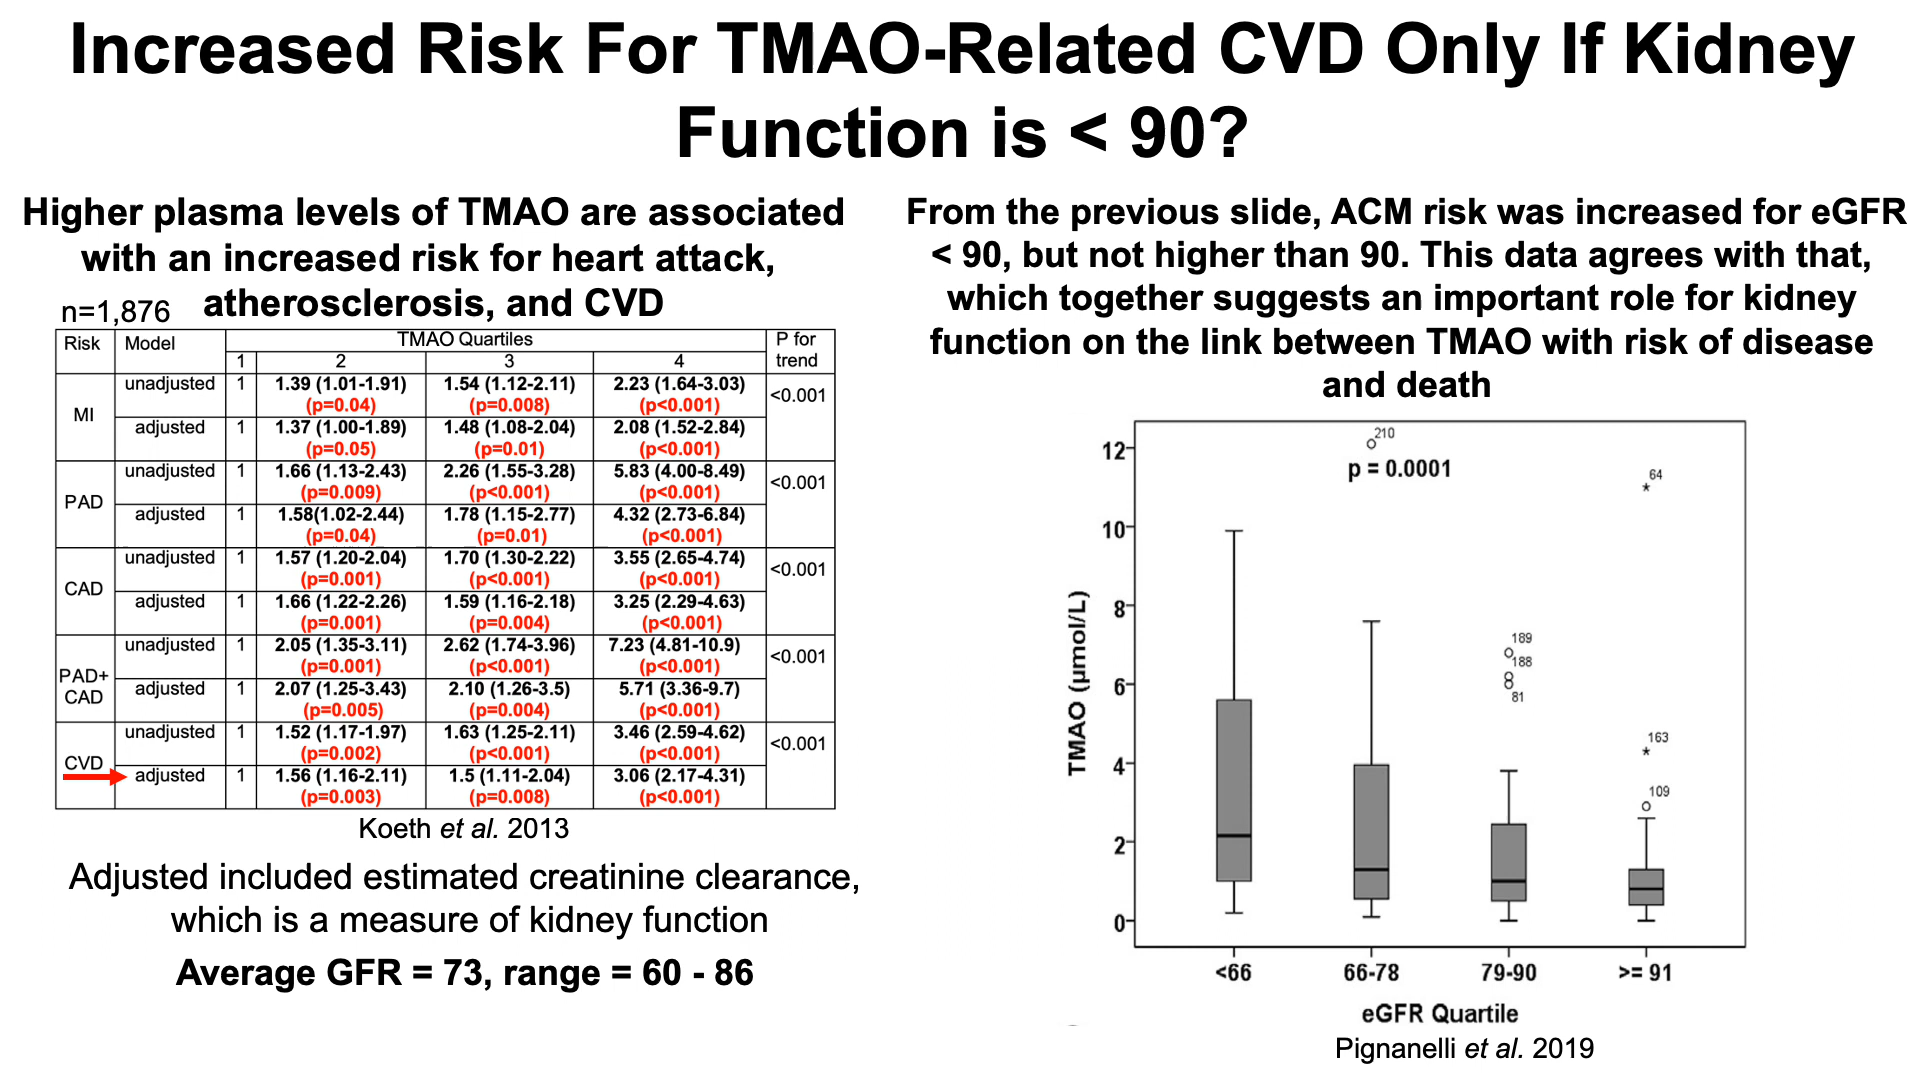 Increased Risk For TMAO-Related CVD Only If Kidney
Function is < 90?
Higher plasma levels of TMAO are associated
with an increased risk for heart attack,
atherosclerosis, and CVD
n=1,876
Risk Model TMAO Quartiles P for trend
1 2 3 4
MI unadjusted 1 1.39 (1.01-1.91) 1.54 (1.12-2.11) 2.23 (1.64-3.03) <0.001
(p=0.04) (p=0.008) (p<0.001)
adjusted 1 1.37 (1.00-1.89) 1.48 (1.08-2.04) 2.08 (1.52-2.84)
(p=0.05) (p=0.01) (p<0.001)
PAD unadjusted 1 1.66 (1.13-2.43) 2.26 (1.55-3.28) 5.83 (4.00-8.49) <0.001
(p=0.009) (p<0.001) (p<0.001)
adjusted 1 1.58(1.02-2.44) 1.78 (1.15-2.77) 4.32 (2.73-6.84)
(p=0.04) (p=0.01) (p<0.001)
CAD unadjusted 1 1.57 (1.20-2.04) 1.70 (1.30-2.22) 3.55 (2.65-4.74) <0.001
(p=0.001) (p<0.001) (p<0.001)
adjusted 1 1.66 (1.22-2.26) 1.59 (1.16-2.18) 3.25 (2.29-4.63)
(p=0.001) (p=0.004) (p<0.001)
PAD+ CAD unadjusted 1 2.05 (1.35-3.11) 2.62 (1.74-3.96) 7.23 (4.81-10.9) <0.001
(p=0.001) (p<0.001) (p<0.001)
adjusted 1 2.07 (1.25-3.43) 2.10 (1.26-3.5) 5.71 (3.36-9.7)
(p=0.005) (p=0.004) (p<0.001)
CVD unadjusted 1 1.52 (1.17-1.97) 1.63 (1.25-2.11) 3.46 (2.59-4.62) <0.001
(p=0.002) (p<0.001) (p<0.001)
adjusted 1 1.56 (1.16-2.11) 1.5 (1.11-2.04) 3.06 (2.17-4.31)
(p=0.003) (p=0.008) (p<0.001)
Koeth et al. 2013
Adjusted included estimated creatinine clearance,
which is a measure of kidney function
Average GFR = 73, range = 60 - 86
From the previous slide, ACM risk was increased for eGFR
< 90, but not higher than 90. This data agrees with that,
which together suggests an important role for kidney
function on the link between TMAO with risk of disease
and death
TMAO (µmol/L)
12
10
8
6
4
2
0
210
p = 0.0001
64
189
188
81
163
109
<66 66-78 79-90 >= 91
eGFR Quartile
Pignanelli et al. 2019